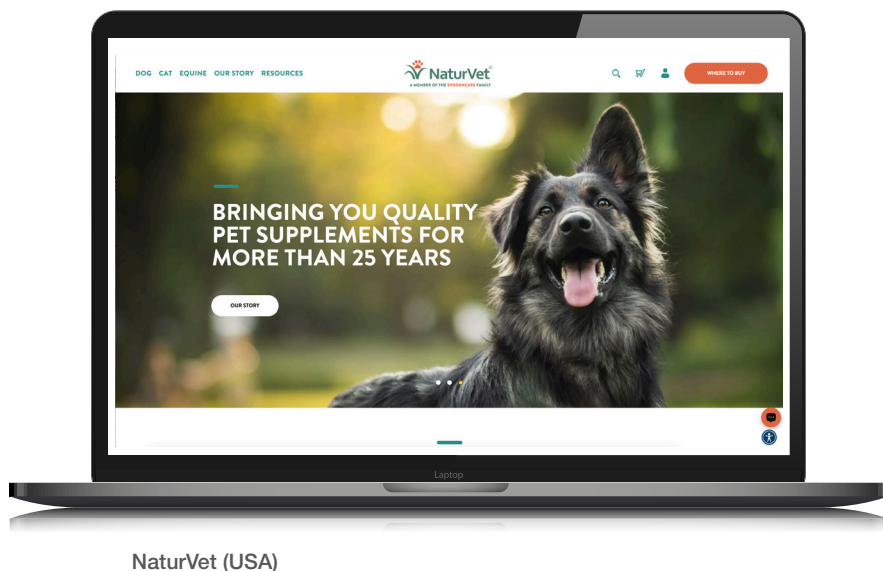 DOG CAT EQUINE OUR STORY RESOURCES
NaturVet®
A MEMBER OF THE SWEDENCARE FAMILY
WHERE TO BUY
BRINGING YOU QUALITY
PET SUPPLEMENTS FOR
MORE THAN 25 YEARS
OUR STORY
Laptop
NaturVet (USA)